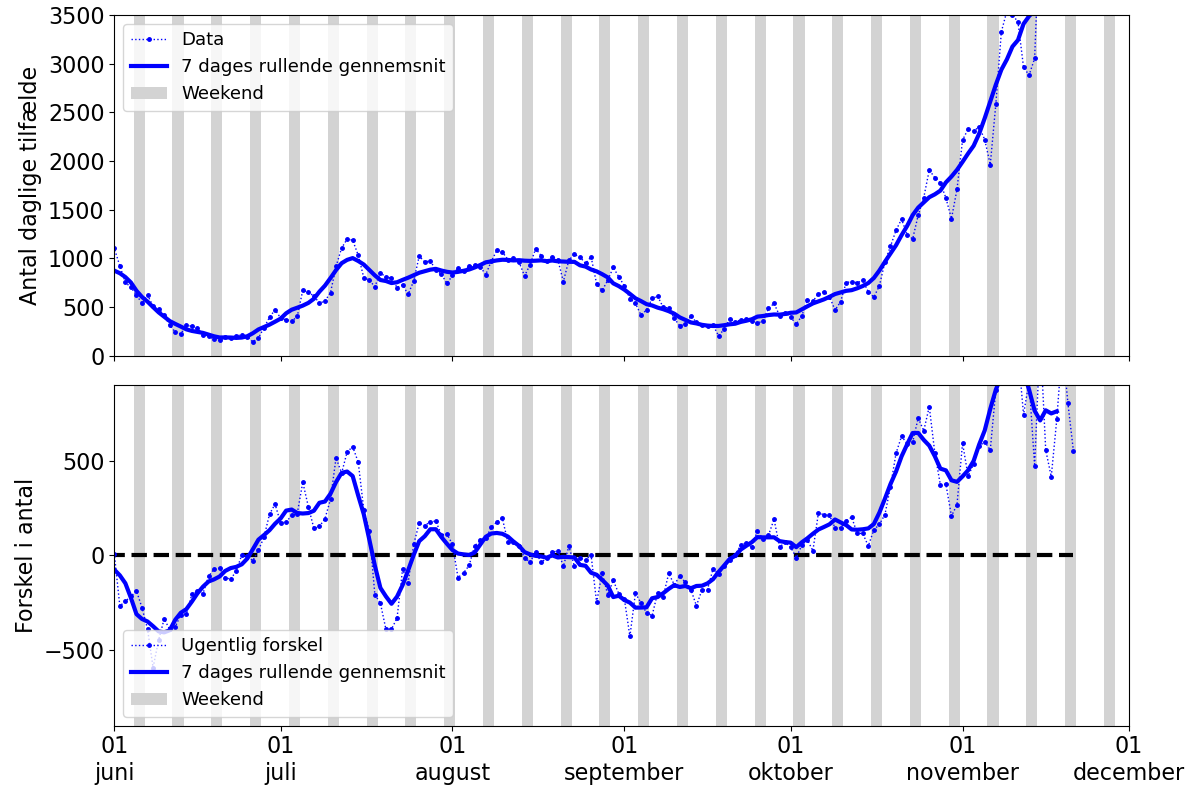 3500
3000
2500
2000
1500
1000
500
0
Antal daglige tilfælde
Data
7 dages rullende gennemsnit
Weekend
500
0
−500
Forskel i antal
Ugentlig forskel
7 dages rullende gennemsnit
Weekend
01 01 01 01 01 01 01
juni juli august september oktober november december